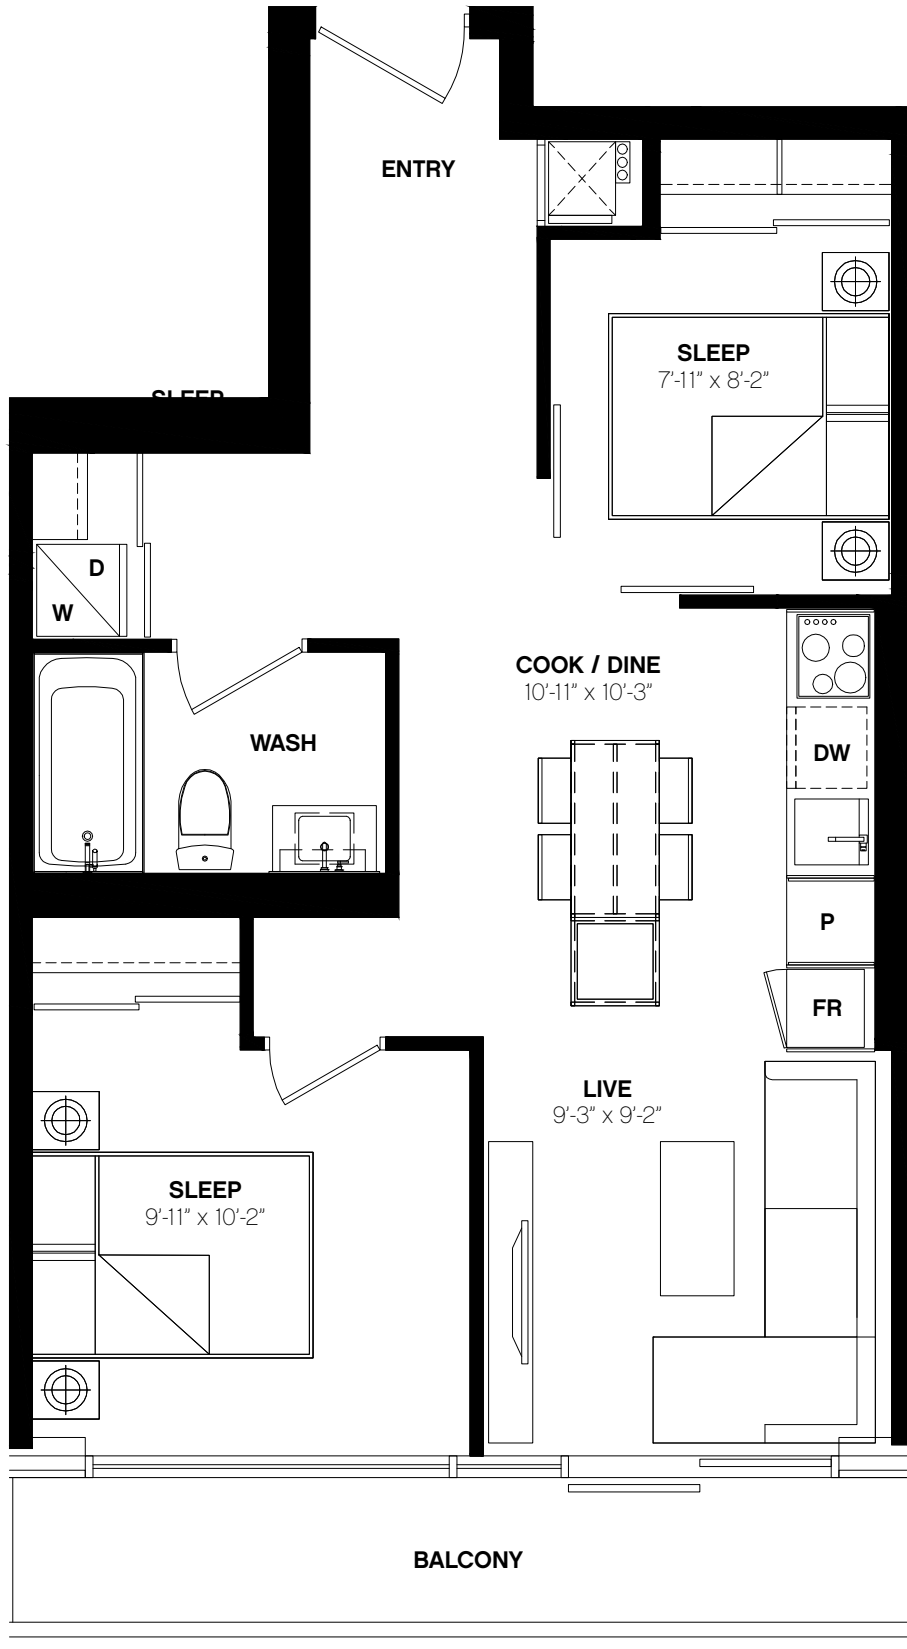 ENTRY
SLEEP
7'-11" x 8'-2"
SLEEP
D
W
COOK / DINE
10'-11" x 10'-3"
WASH
DW
P
FR
LIVE
9'-3" x 9'-2"
SLEEP
9'-11" x 10'-2"
BALCONY